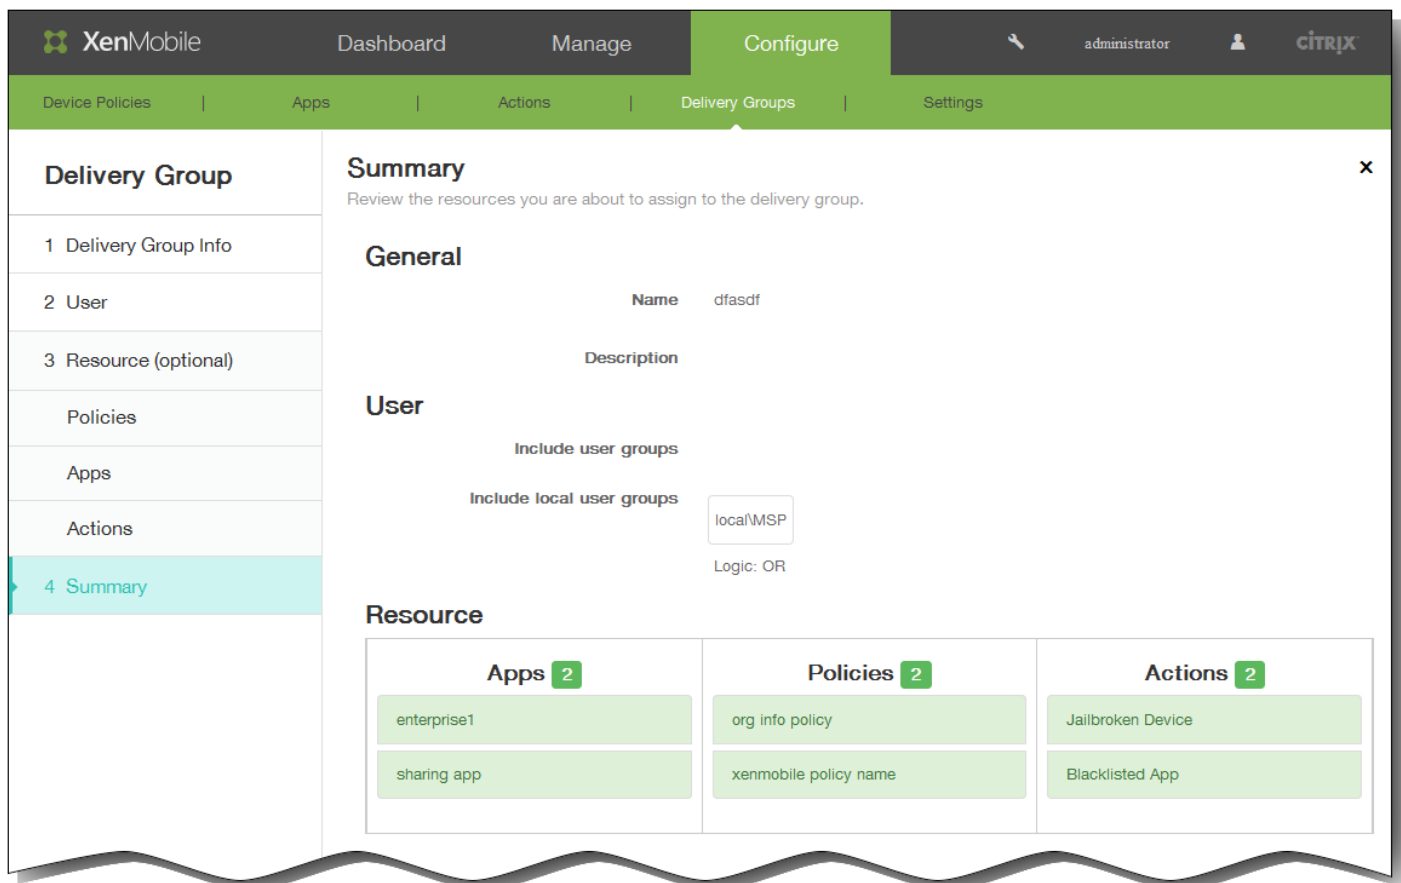 XenMobile Dashboard Manage Configure administrator CİTRIX
Device Policies | Apps | Actions | Delivery Groups | Settings
Delivery Group
1 Delivery Group Info
2 User
3 Resource (optional)
Policies
Apps
Actions
4 Summary
Summary
Review the resources you are about to assign to the delivery group.
General
Name dfasdf
Description
User
Include user groups
Include local user groups local\MSP
Logic: OR
Resource
Apps 2 Policies 2 Actions 2
enterprise1 org info policy Jailbroken Device
sharing app xenmobile policy name Blacklisted App